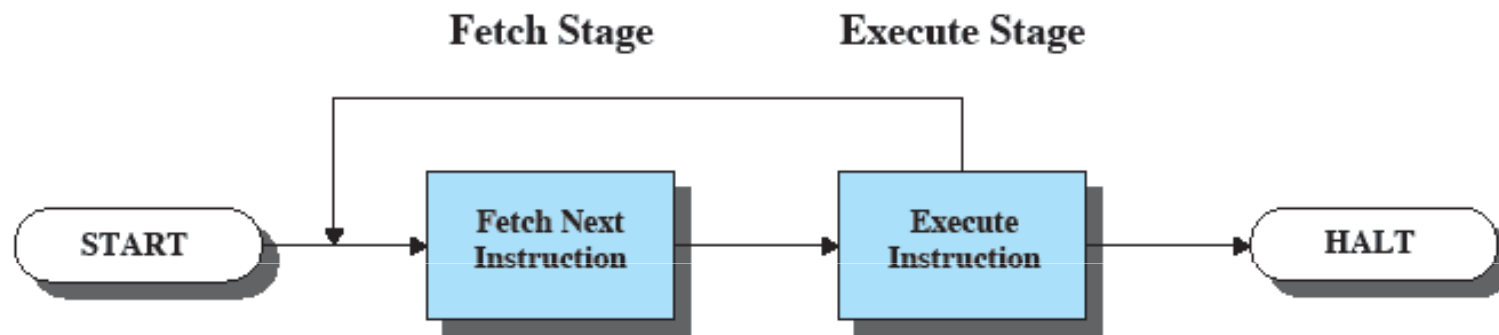 Fetch Stage
Execute Stage
START
Fetch Next
Instruction
Execute
Instruction
HALT